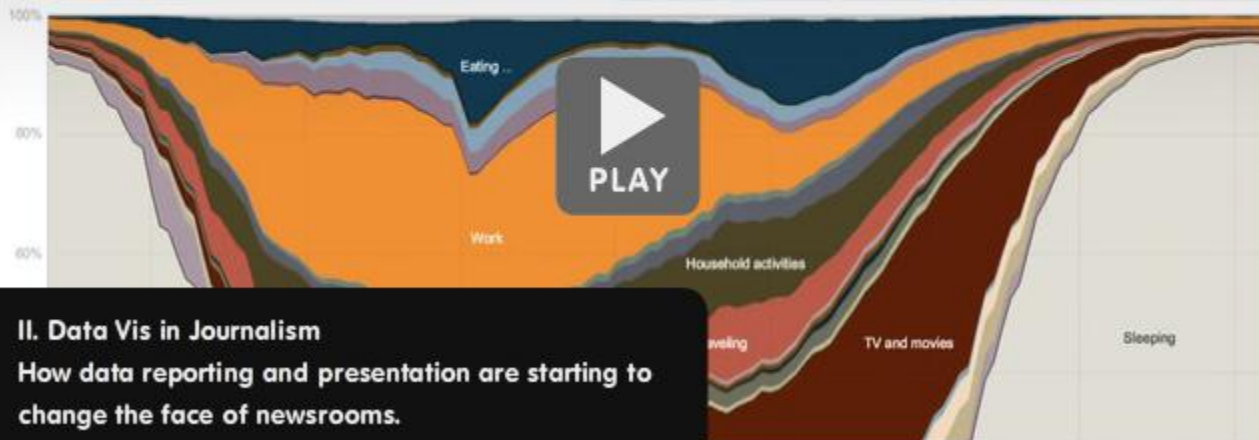 100%
Eating ...
80%
PLAY
Work
60%
Household activities
aveling
TV and movies
Sleeping
II. Data Vis in Journalism
How data reporting and presentation are starting to
change the face of newsrooms.